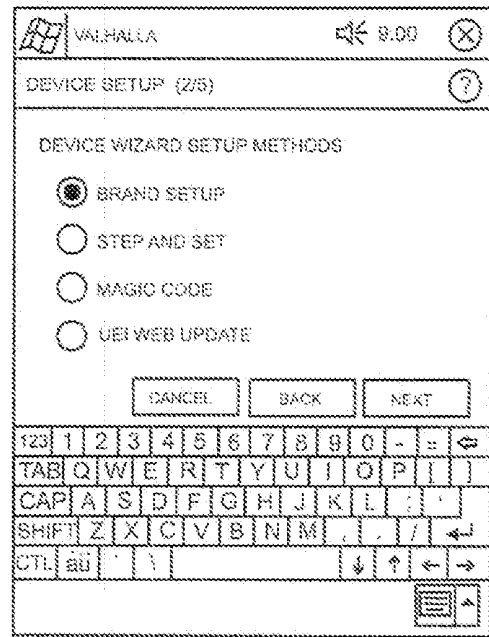 VALHALLA 9:00
DEVICE SETUP (2/5)
DEVICE WIZARD SETUP METHODS
BRAND SETUP
STEP AND SET
MAGIC CODE
UEI WEB UPDATE
CANCEL BACK NEXT
123 1 2 3 4 5 6 7 8 9 0 - =
TAB Q W E R T Y U I O P [ ]
CAP A S D F G H J K L ; '
SHIFT Z X C V B N M , . /
CTL áü ` \